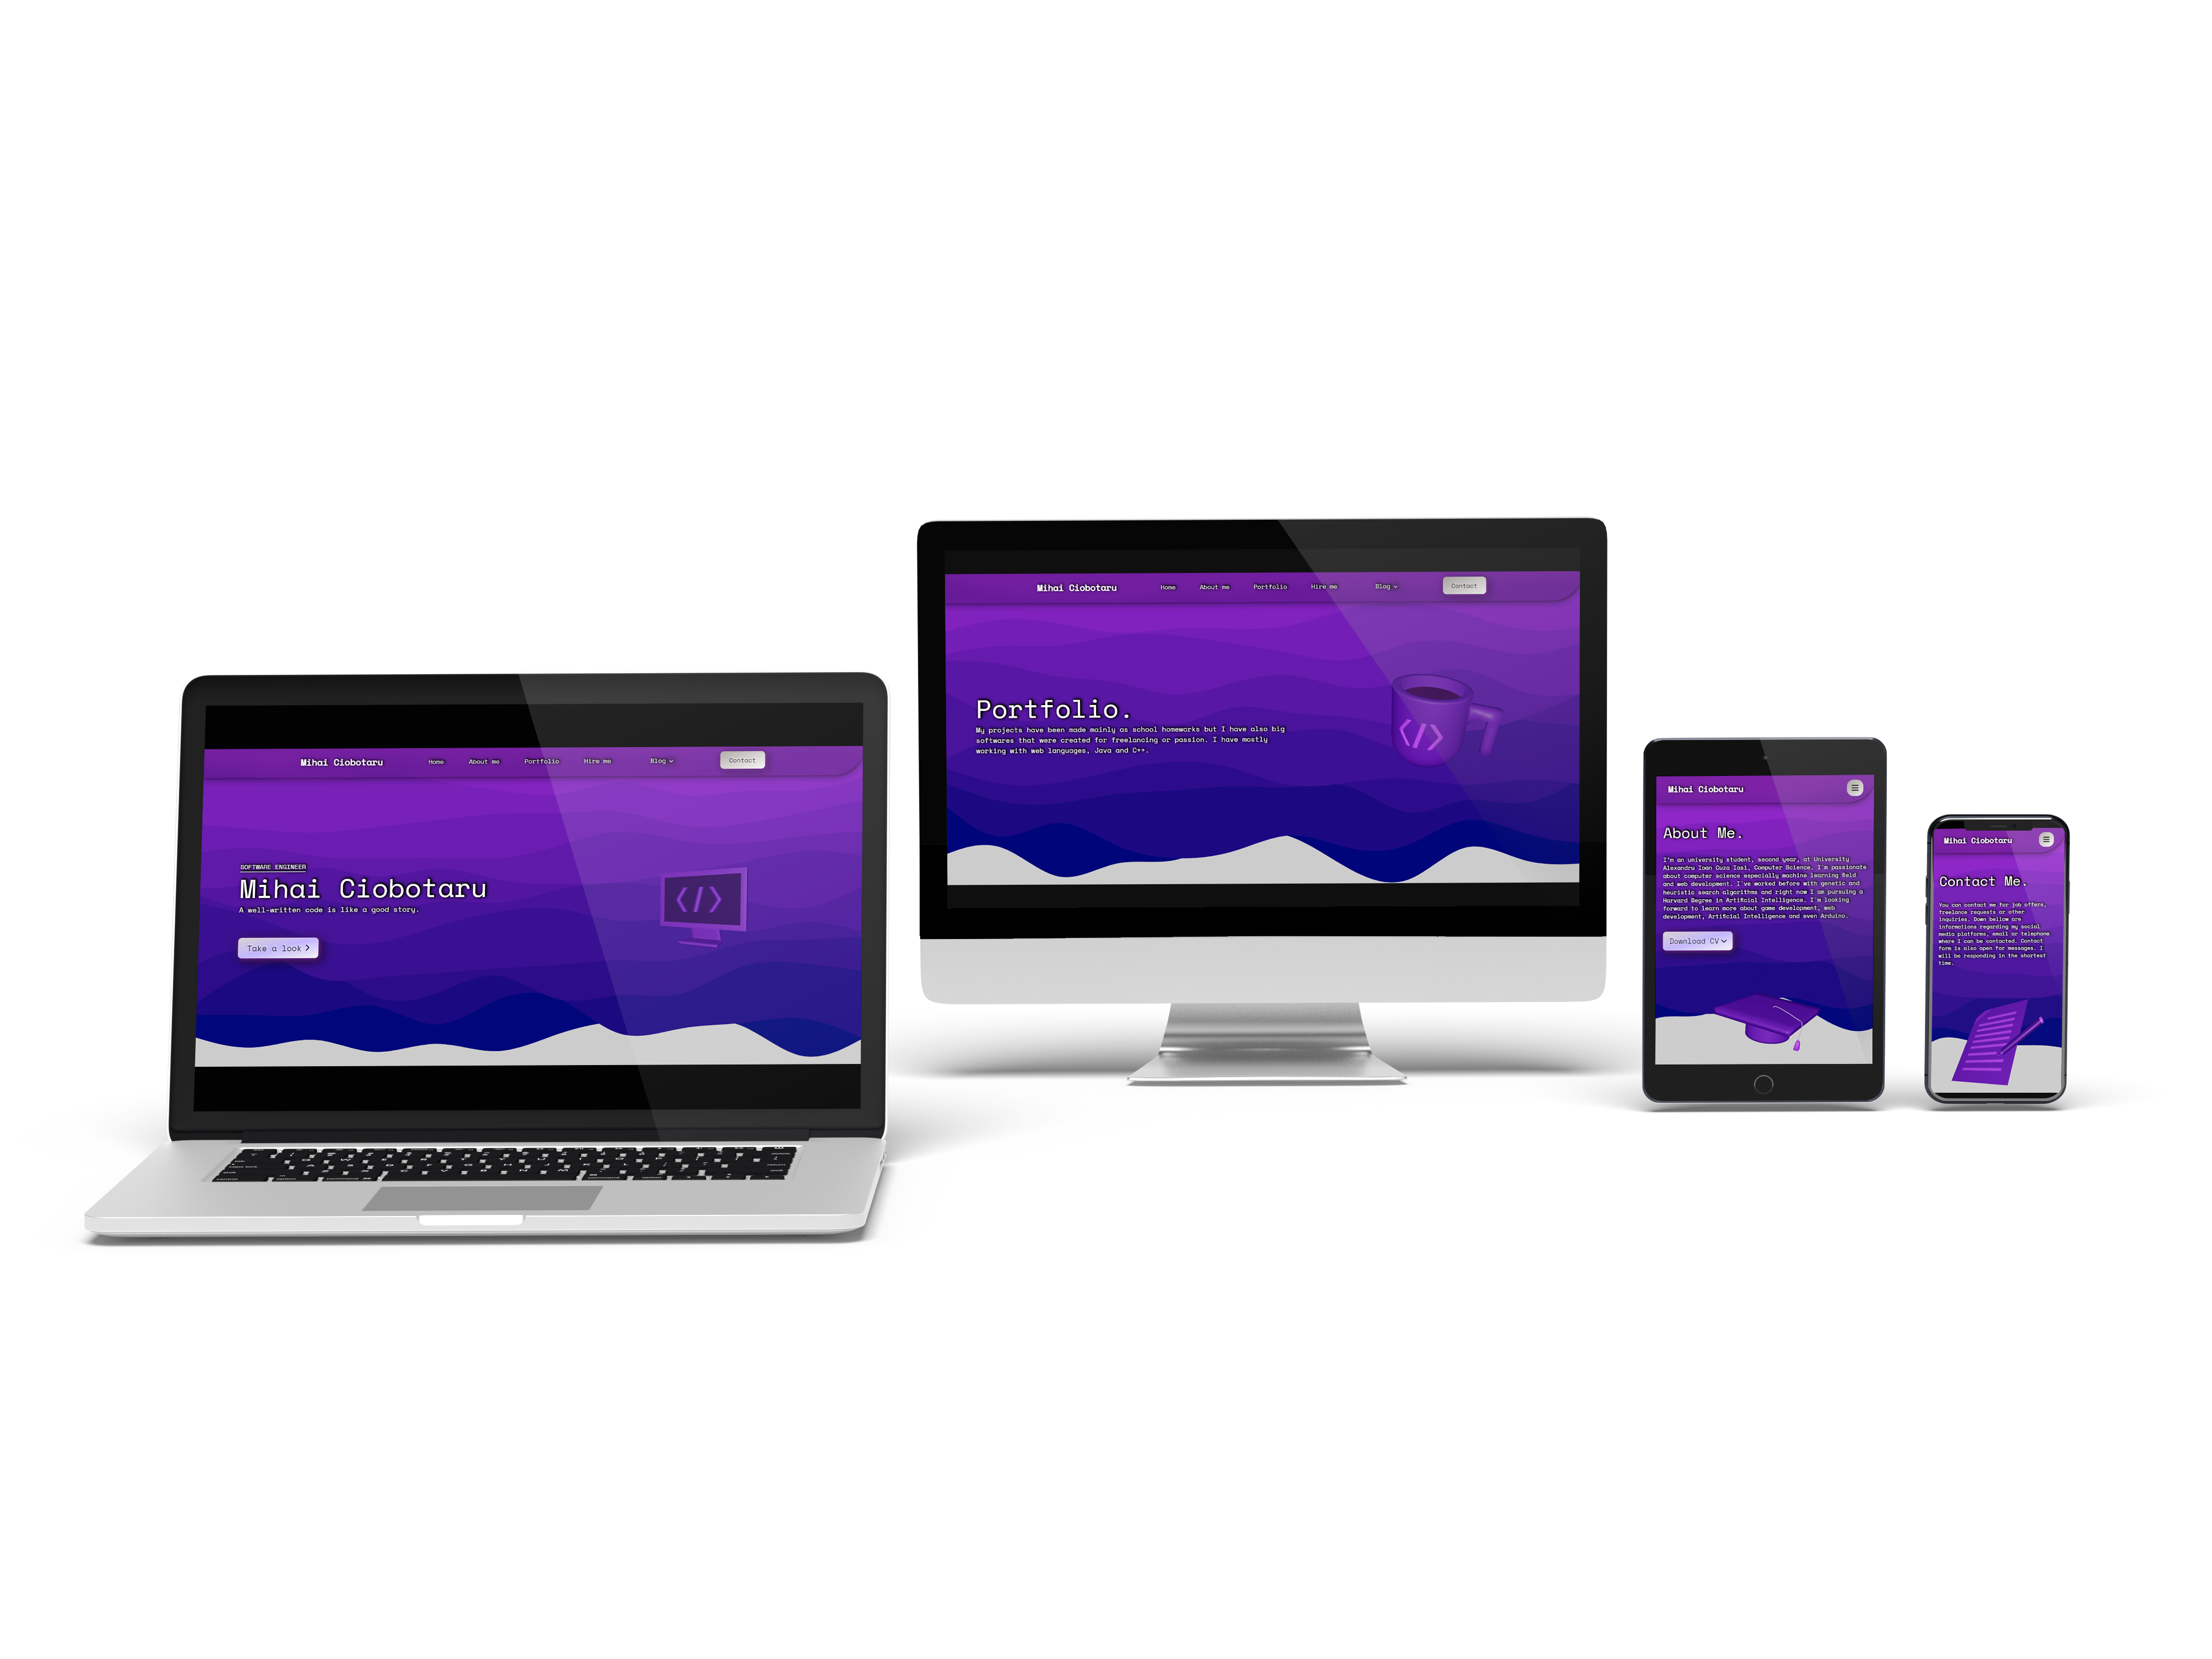 Mihai Ciobotaru Home About me Portfolio Hire me Blog Contact
SOFTWARE ENGINEER
Mihai Ciobotaru
A well-written code is like a good story.
Take a look
</>
command
option
Mihai Ciobotaru Home About me Portfolio Hire me Blog Contact
Portfolio.
My projects have been made mainly as school homeworks but I have also big
softwares that were created for freelancing or passion. I have mostly
working with web languages, Java and C++.
</>
Mihai Ciobotaru
About Me.
I'm an university student, second year, at University
Alexandru Ioan Cuza Iasi, Computer Science. I'm passionate
about computer science especially machine learning field
and web development. I've worked before with genetic and
heuristic search algorithms and right now I am pursuing a
Harvard Degree in Artificial Intelligence. I'm looking
forward to learn more about game development, web
development, Artificial Intelligence and even Arduino.
Download CV
Mihai Ciobotaru
Contact Me.
You can contact me for job offers,
freelance requests or other
inquiries. Down bellow are
informations regarding my social
media platforms, email or telephone
where I can be contacted. Contact
form is also open for messages. I
will be responding in the shortest
time.